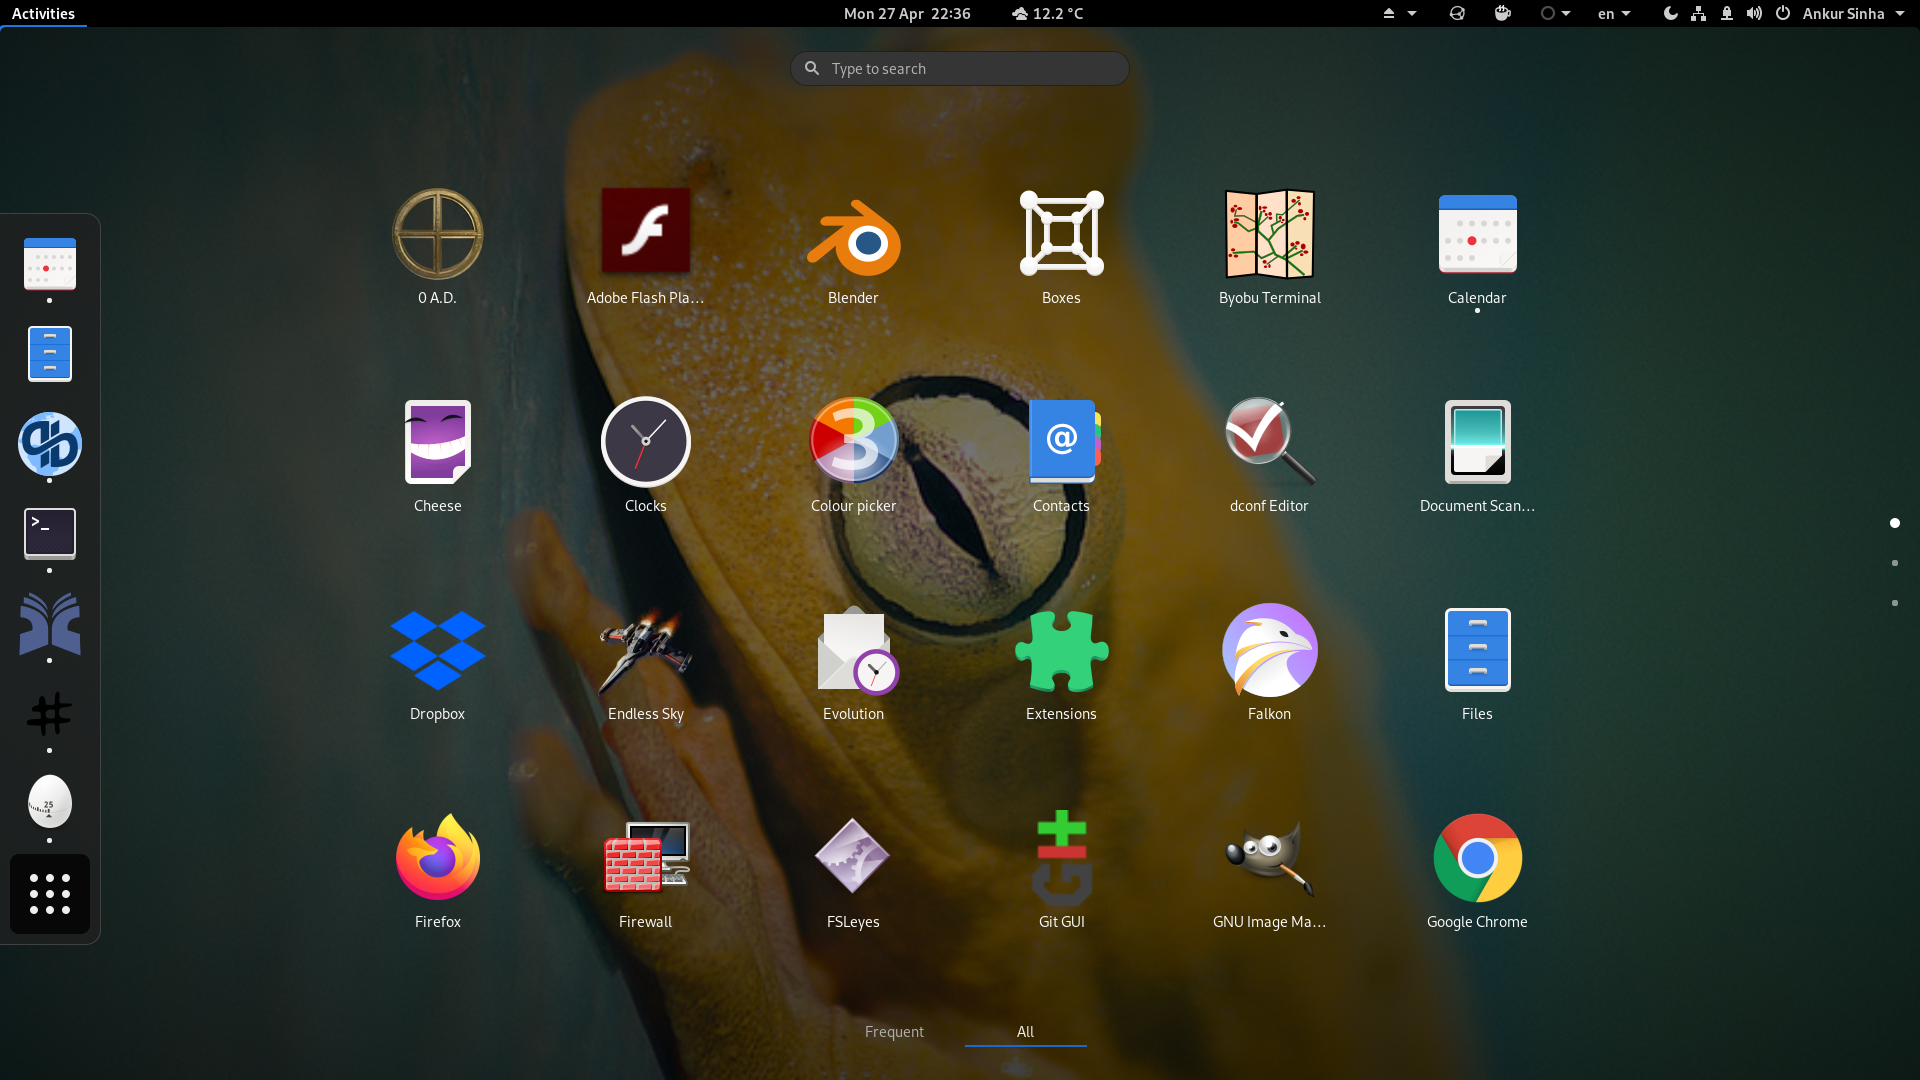 Activities
Mon 27 Apr 22:36
12.2 °C
en
Ankur Sinha
Type to search
0 A.D.
Adobe Flash Pla...
Blender
Boxes
Byobu Terminal
Calendar
Cheese
Clocks
Colour picker
Contacts
dconf Editor
Document Scan...
Dropbox
Endless Sky
Evolution
Extensions
Falkon
Files
Firefox
Firewall
FSLeyes
Git GUI
GNU Image Ma...
Google Chrome
25
Frequent
All